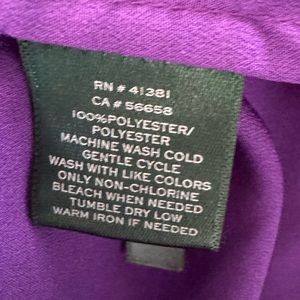 RN # 41381
CA # 56658
100%POLYESTER/
POLYESTER
MACHINE WASH COLD
GENTLE CYCLE
WASH WITH LIKE COLORS
ONLY NON-CHLORINE
BLEACH WHEN NEEDED
TUMBLE DRY LOW
WARM IRON IF NEEDED